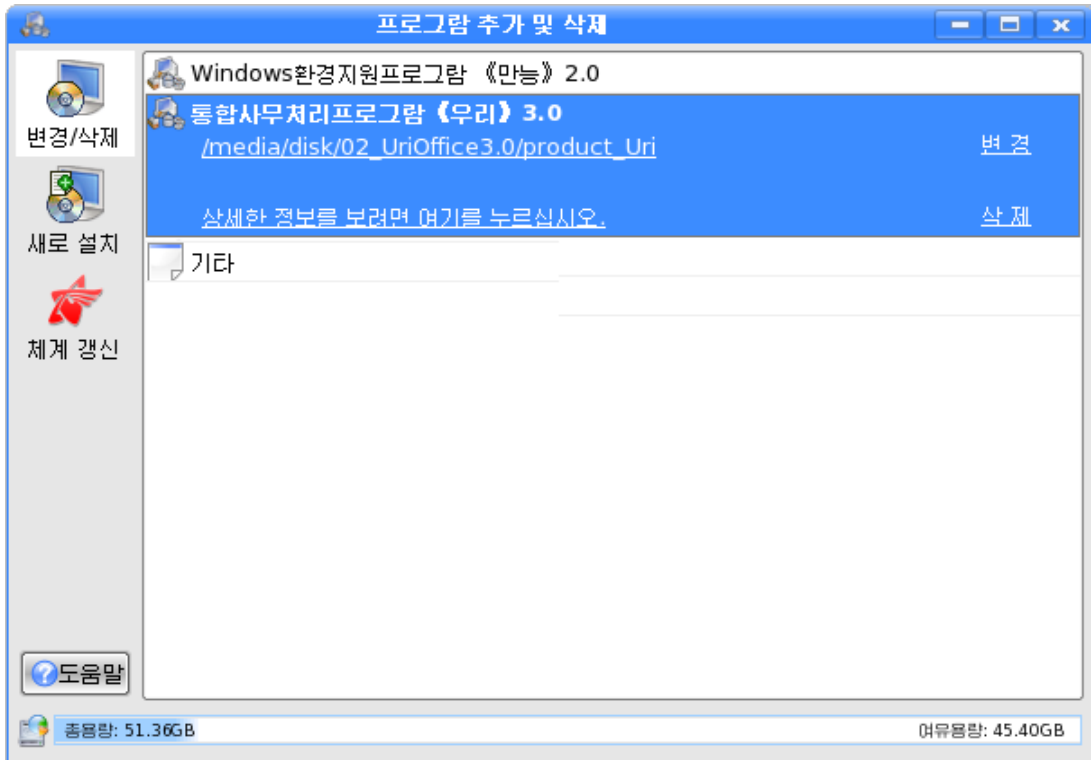 프로그람 추가 및 삭제
변경/삭제
새로 설치
체계 갱신
Windows환경지원프로그람 《만능》 2.0
통합사무처리프로그람 《우리》 3.0
/media/disk/02_UriOffice3.0/product_Uri
변 경
상세한 정보를 보려면 여기를 누르십시오.
삭 제
기타
도움말
총용량: 51.36GB
여유용량: 45.40GB